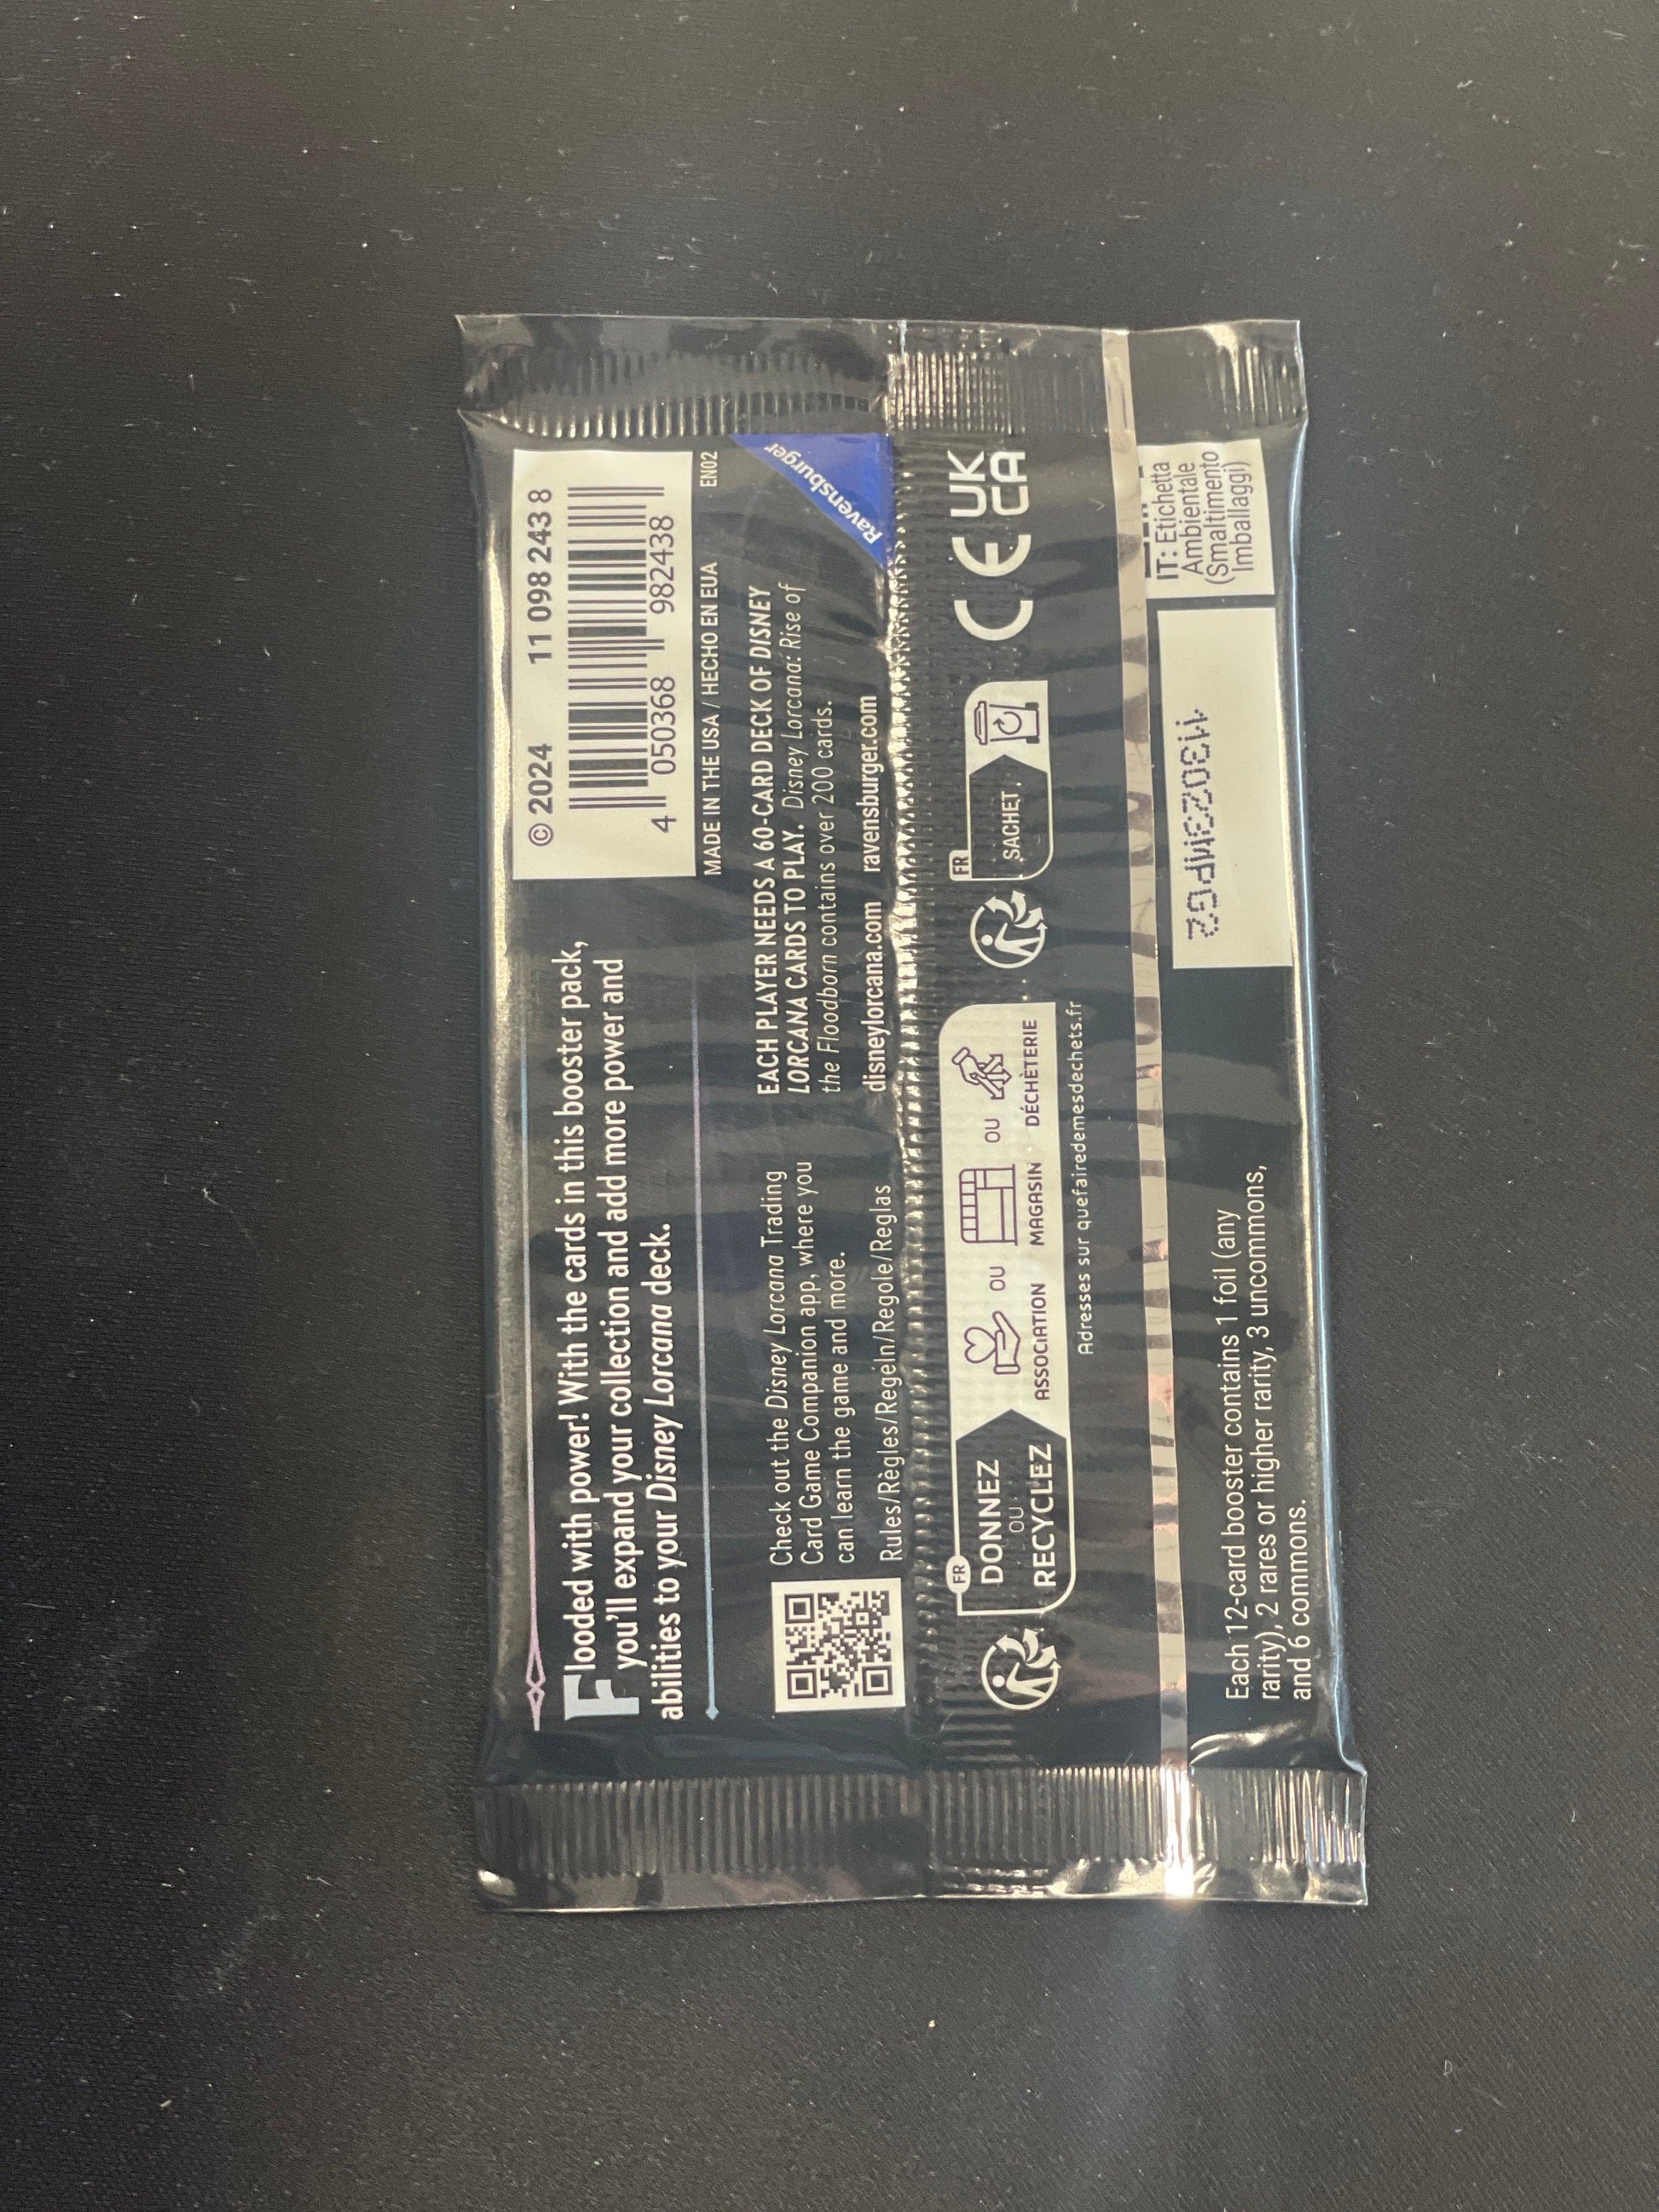 Flooded with power! With the cards in this booster pack,
you'll expand your collection and add more power and
abilities to your Disney Lorcana deck.
© 2024 11 098 243 8
4 050368 982438
MADE IN THE USA / HECHO EN EUA EN02
Check out the Disney Lorcana Trading
Card Game Companion app, where you
can learn the game and more.
Rules/Règles/Regeln/Regole/Reglas
EACH PLAYER NEEDS A 60-CARD DECK OF DISNEY
LORCANA CARDS TO PLAY. Disney Lorcana: Rise of
the Floodborn contains over 200 cards.
disneylorcana.com ravensburger.com
Ravensburger
FR
DONNEZ
OU
RECYCLEZ
OU OU
ASSOCIATION MAGASIN DÉCHÈTERIE
Adresses sur quefairedemesdechets.fr
FR
SACHET
CE
UK
CA
IT: Etichetta
Ambientale
(Smaltimento
Imballaggi)
Each 12-card booster contains 1 foil (any
rarity), 2 rares or higher rarity, 3 uncommons,
and 6 commons.